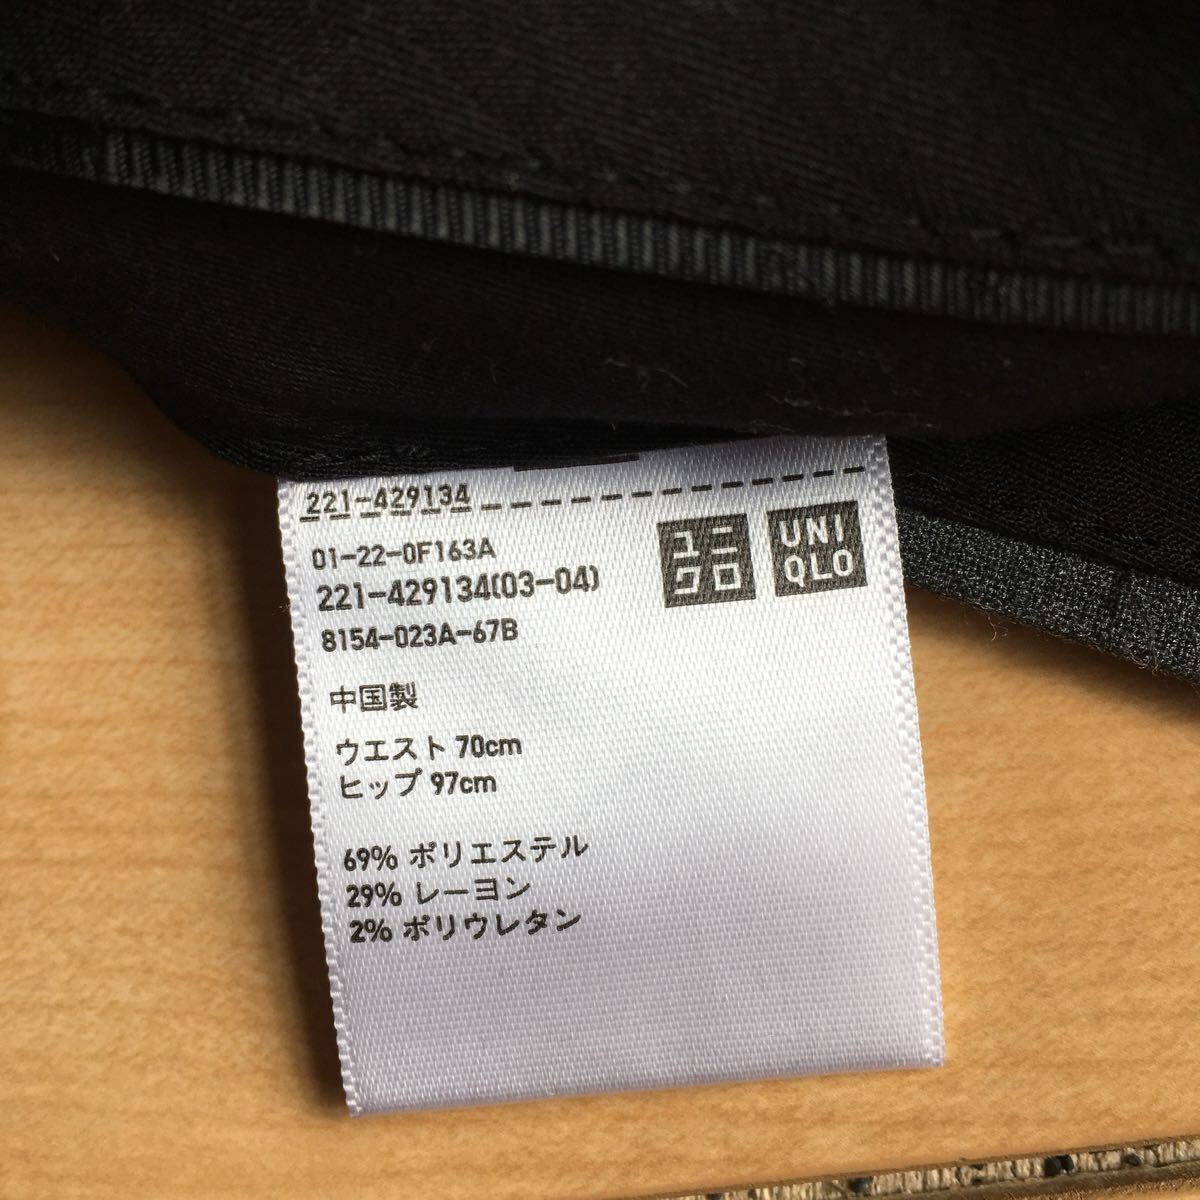 221-429134
01-22-0F163A
221-429134(03-04)
8154-023A-67B
ユニ
クロ
UNI
QLO
中国製
ウエスト 70cm
ヒップ 97cm
69% ポリエステル
29% レーヨン
2% ポリウレタン